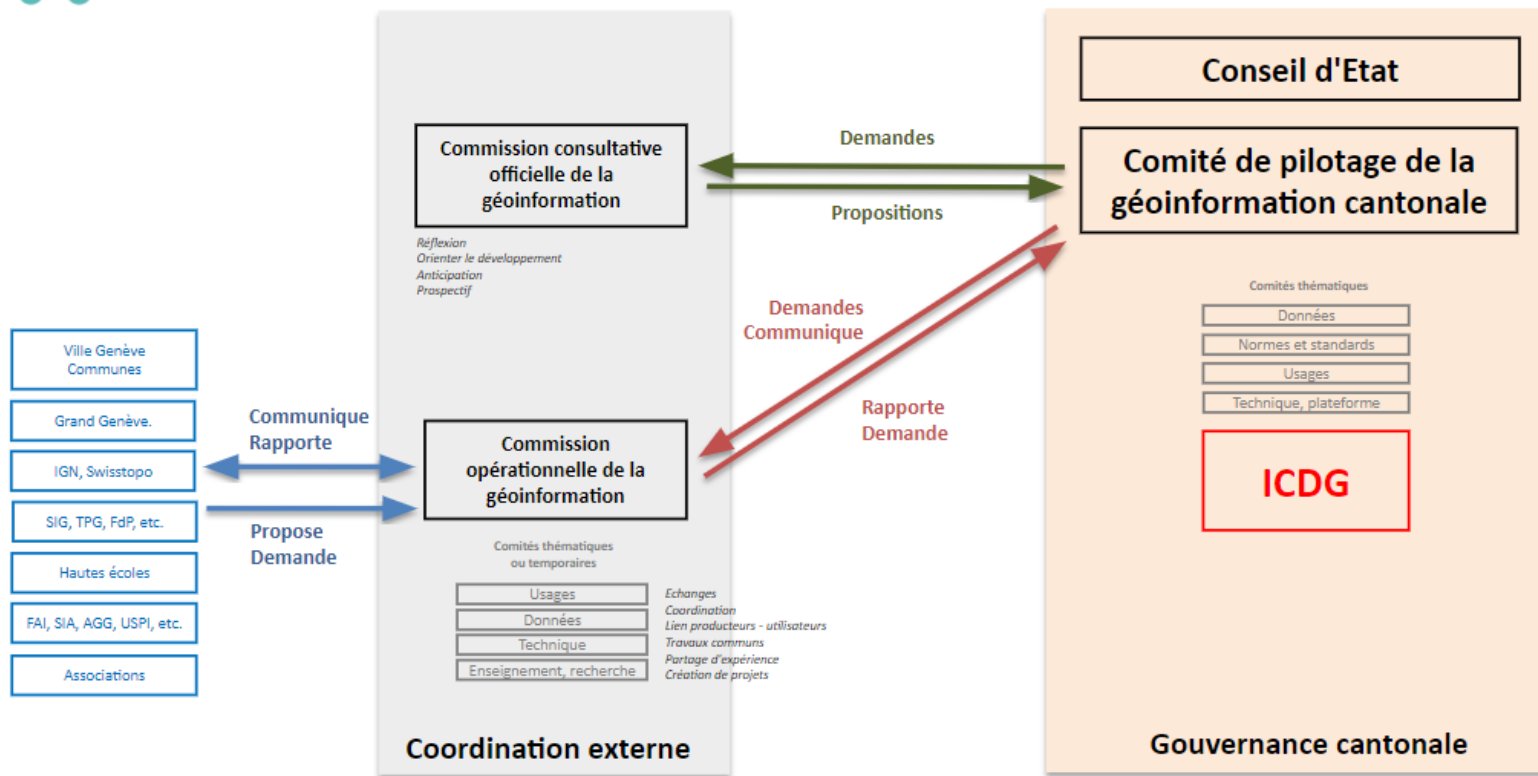 Ville Genève
Communes
Grand Genève.
IGN, Swisstopo
SIG, TPG, FdP, etc.
Hautes écoles
FAI, SIA, AGG, USPI, etc.
Associations
Communique
Rapporte
Propose
Demande
Commission consultative
officielle de la
géoinformation
Réflexion
Orienter le développement
Anticipation
Prospectif
Commission
opérationnelle de la
géoinformation
Comités thématiques
ou temporaires
Usages
Données
Technique
Enseignement, recherche
Echanges
Coordination
Lien producteurs - utilisateurs
Travaux communs
Partage d'expérience
Création de projets
Coordination externe
Demandes
Propositions
Demandes
Communique
Rapporte
Demande
Conseil d'Etat
Comité de pilotage de la
géoinformation cantonale
Comités thématiques
Données
Normes et standards
Usages
Technique, plateforme
ICDG
Gouvernance cantonale